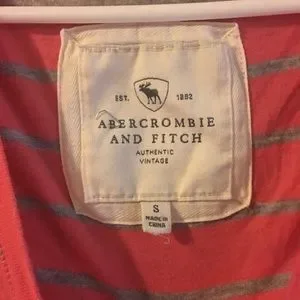 EST. 1892
ABERCROMBIE
AND FITCH
AUTHENTIC
VINTAGE
S
MADE IN
CHINA